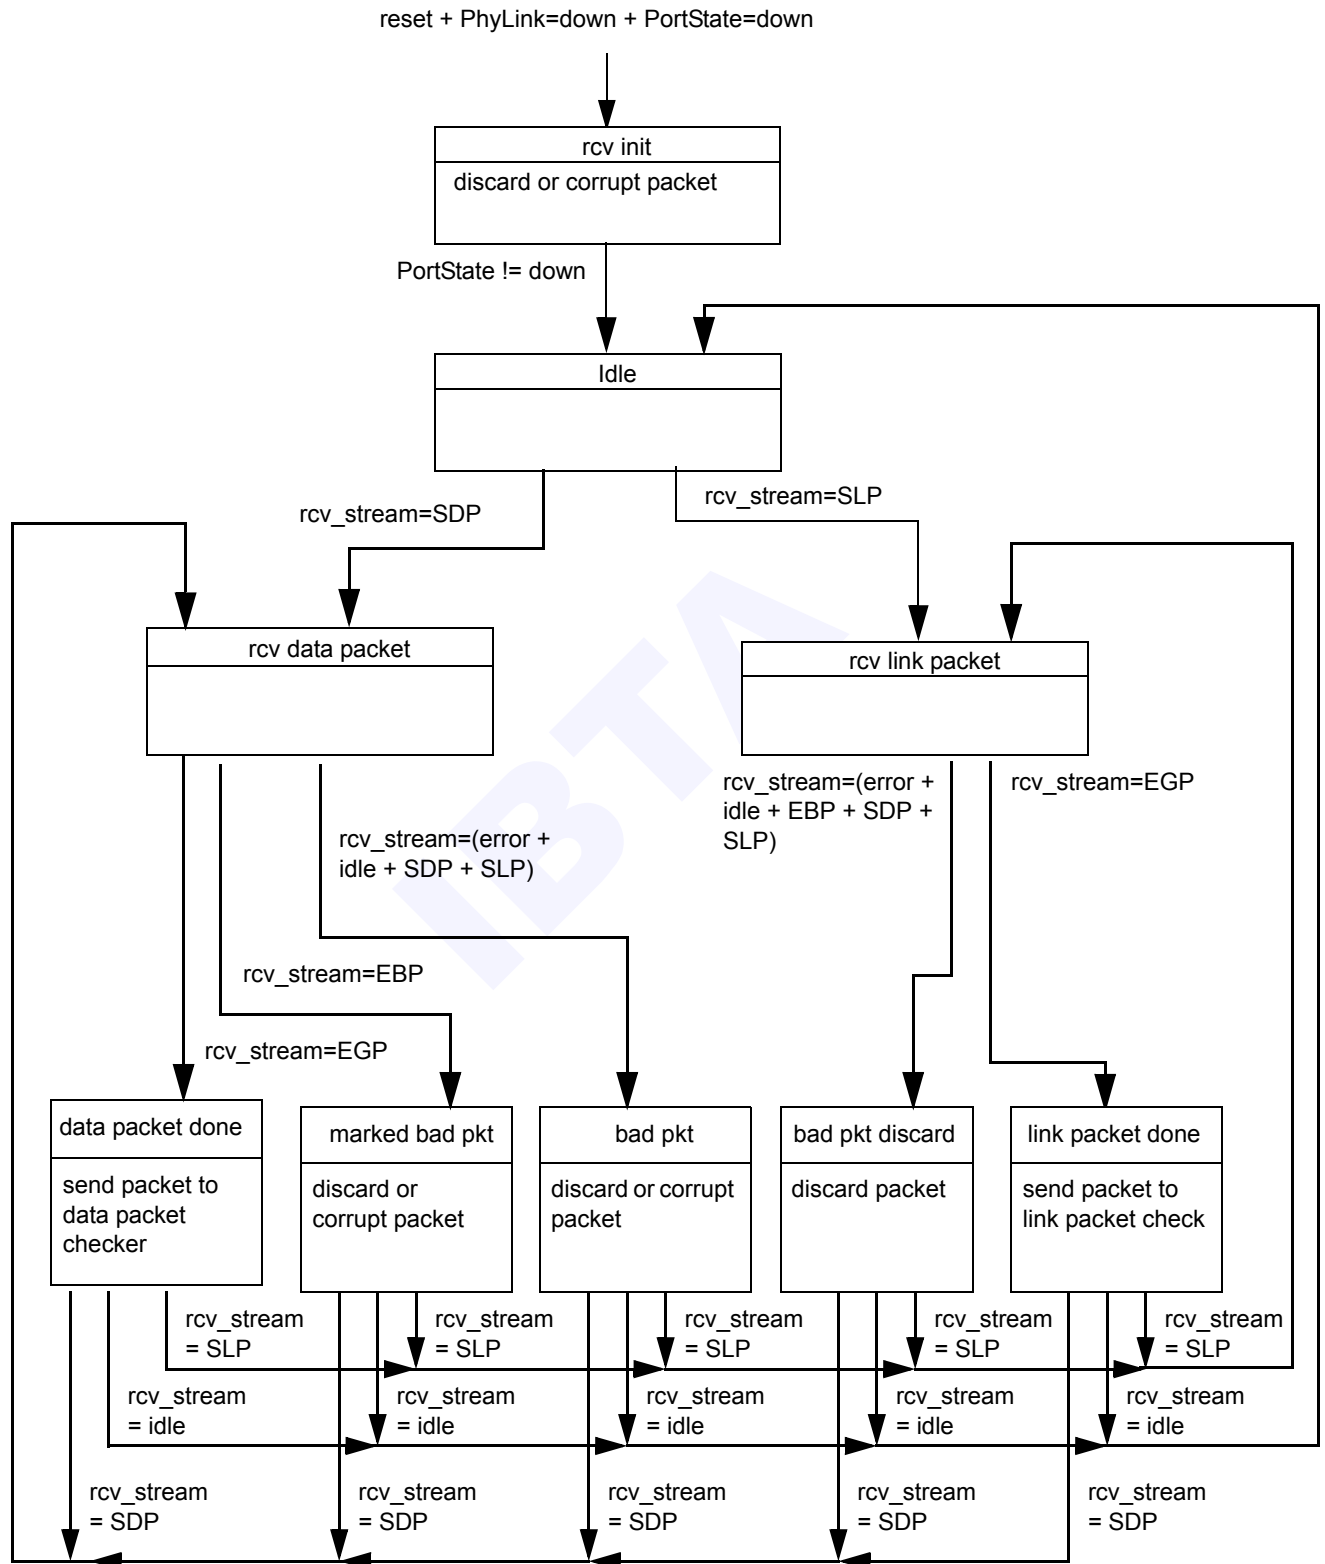 reset + PhyLink=down + PortState=down
rcv init
discard or corrupt packet
PortState != down
Idle
rcv_stream=SDP
rcv_stream=SLP
rcv data packet
rcv link packet
rcv_stream=(error +
idle + SDP + SLP)
rcv_stream=(error +
idle + EBP + SDP +
SLP)
rcv_stream=EGP
rcv_stream=EBP
rcv_stream=EGP
IBTA
data packet done
send packet to
data packet
checker
marked bad pkt
discard or
corrupt packet
bad pkt
discard or corrupt
packet
bad pkt discard
discard packet
link packet done
send packet to
link packet check
rcv_stream
= SLP
rcv_stream
= SLP
rcv_stream
= SLP
rcv_stream
= SLP
rcv_stream
= SLP
rcv_stream
= idle
rcv_stream
= idle
rcv_stream
= idle
rcv_stream
= idle
rcv_stream
= idle
rcv_stream
= SDP
rcv_stream
= SDP
rcv_stream
= SDP
rcv_stream
= SDP
rcv_stream
= SDP